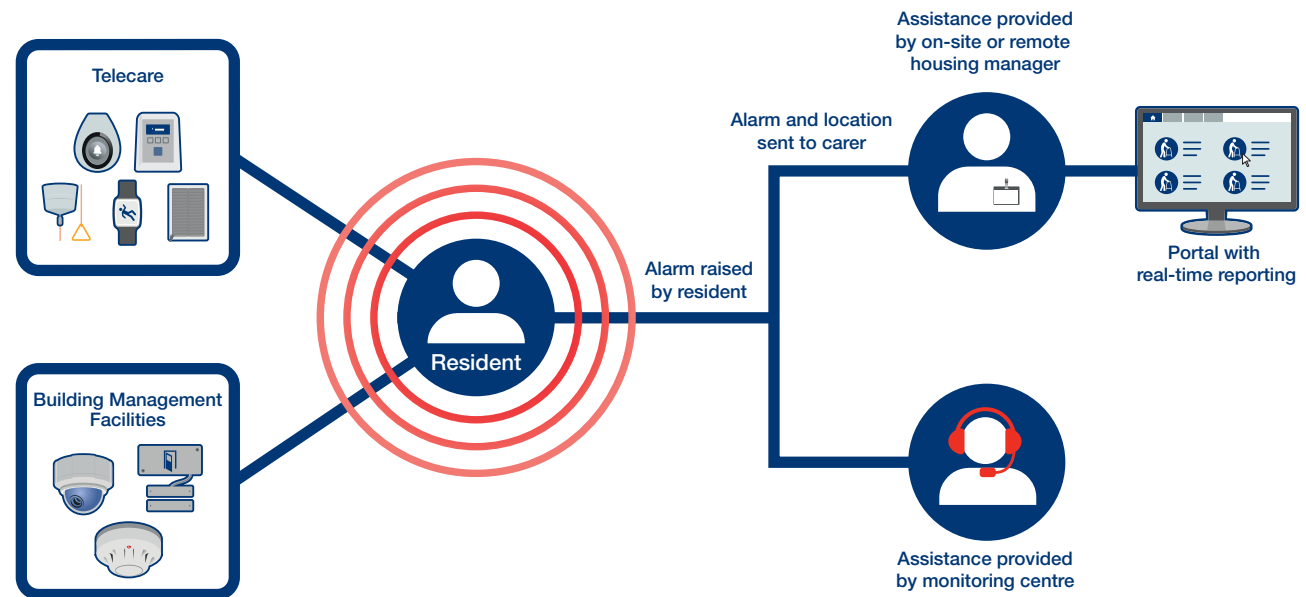 Telecare
Building Management
Facilities
Resident
Alarm raised
by resident
Alarm and location
sent to carer
Assistance provided
by on-site or remote
housing manager
Portal with
real-time reporting
Assistance provided
by monitoring centre